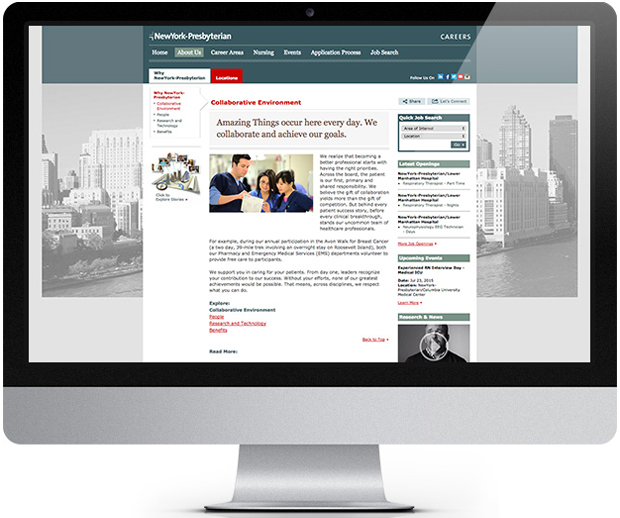 NewYork-Presbyterian
CAREERS
Home About Us Career Areas Nursing Events Application Process Job Search
Why
NewYork-Presbyterian
Locations
Follow Us On
Why NewYork-
Presbyterian
• Collaborative
Environment
• People
• Research and
Technology
• Benefits
Click to
Explore Stories
Collaborative Environment
Share
Let's Connect
Amazing Things occur here every day. We
collaborate and achieve our goals.
We realize that becoming a
better professional starts with
having the right priorities.
Across the board, the patient
is our first, primary and
shared responsibility. We
believe the gift of collaboration
yields more than the gift of
competition. But behind every
patient success story, before
every clinical breakthrough,
stands our uncommon team of
healthcare professionals.
For example, during our annual participation in the Avon Walk for Breast Cancer
(a two day, 39-mile trek involving an overnight stay on Roosevelt Island), both
our Pharmacy and Emergency Medical Services (EMS) departments volunteer to
provide free care to participants.
We support you in caring for your patients. From day one, leaders recognize
your contribution to our success. Without your efforts, none of our greatest
achievements would be possible. That means, across disciplines, we respect
what you can do.
Explore:
Collaborative Environment
People
Research and Technology
Benefits
Back to Top
Read More:
Quick Job Search
Area of Interest
Location
Go
Latest Openings
NewYork-Presbyterian/Lower
Manhattan Hospital
• Respiratory Therapist - Part Time
NewYork-Presbyterian/Lower
Manhattan Hospital
• Respiratory Therapist - Nights
NewYork-Presbyterian/Lower
Manhattan Hospital
• Neurophysiology EEG Technician
- Days
More Job Openings
Upcoming Events
Experienced RN Interview Day -
Medical
Date: Jul 23, 2015
Location: NewYork-
Presbyterian/Columbia University
Medical Center
Learn More
Research & News